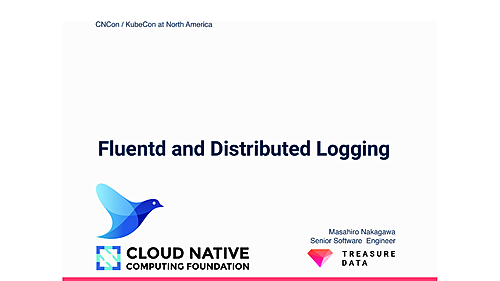 CNCon / KubeCon at North America
Fluentd and Distributed Logging
Masahiro Nakagawa
Senior Software Engineer
CLOUD NATIVE
COMPUTING FOUNDATION
TREASURE
DATA